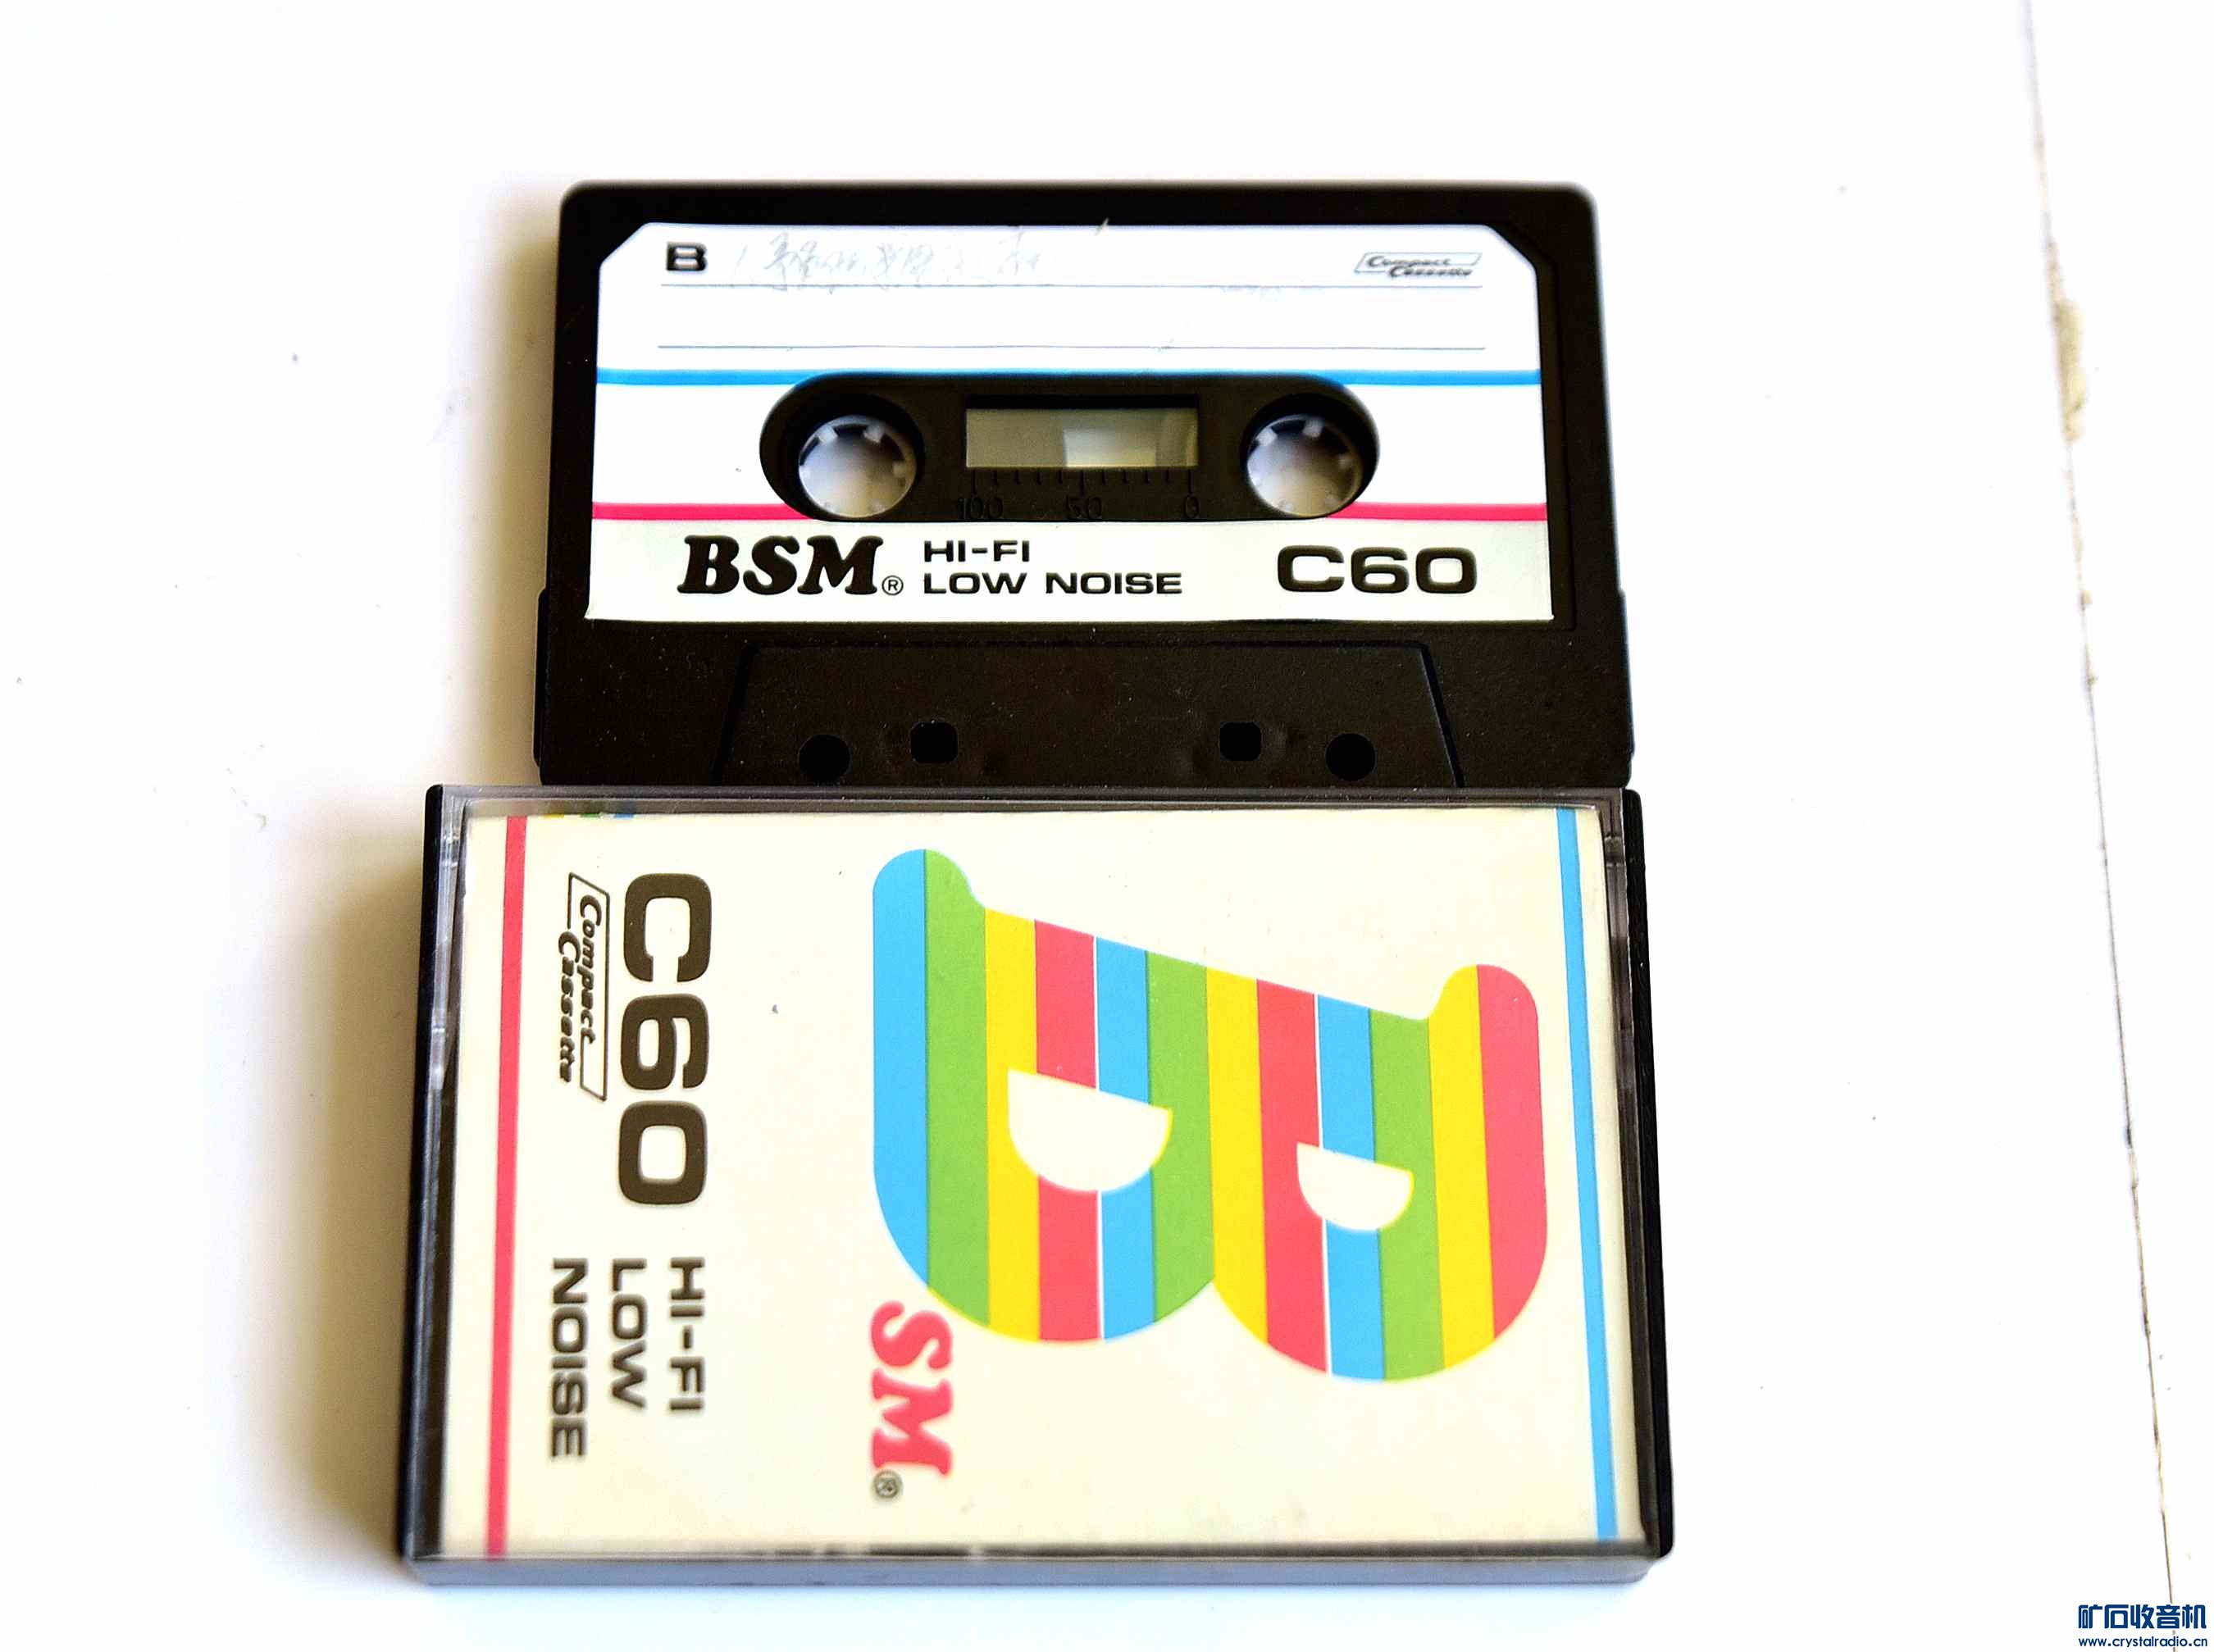 B
Compact
Cassette
100 50 0
BSM® HI-FI
LOW NOISE
C60
B
SM®
C60
HI-FI
LOW
NOISE
Compact
Cassette
矿石收音机
www.crystalradio.cn